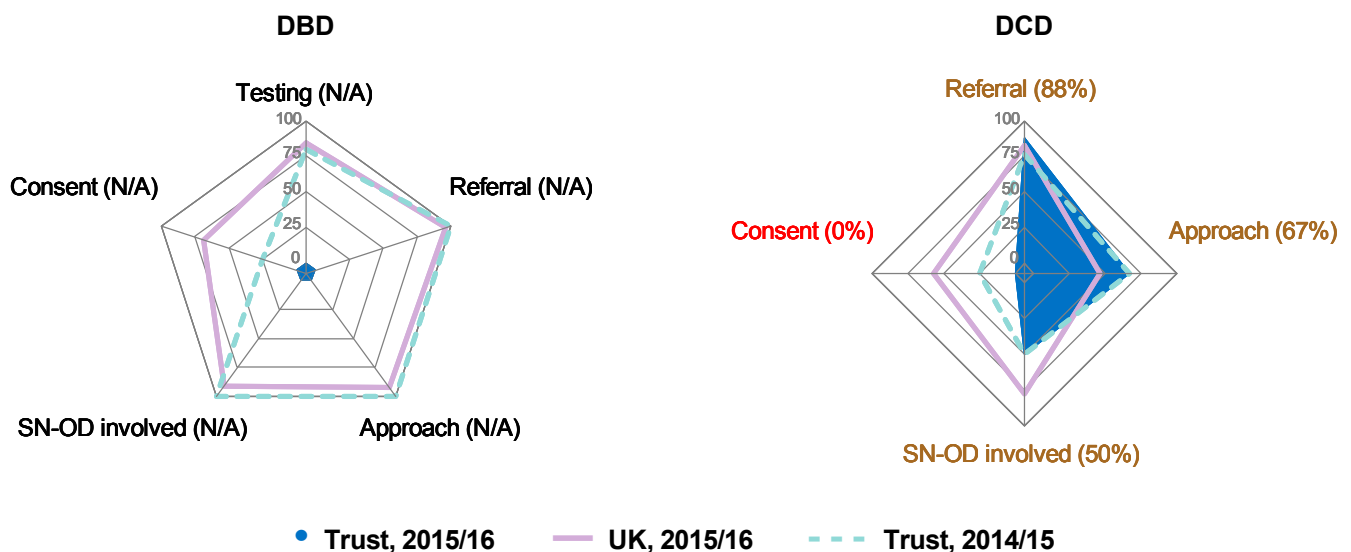 DBD
Testing (N/A)
100
75
50
25
0
Consent (N/A)
Referral (N/A)
SN-OD involved (N/A)
Approach (N/A)
DCD
Referral (88%)
100
75
50
25
0
Consent (0%)
Approach (67%)
SN-OD involved (50%)
Trust, 2015/16
UK, 2015/16
Trust, 2014/15